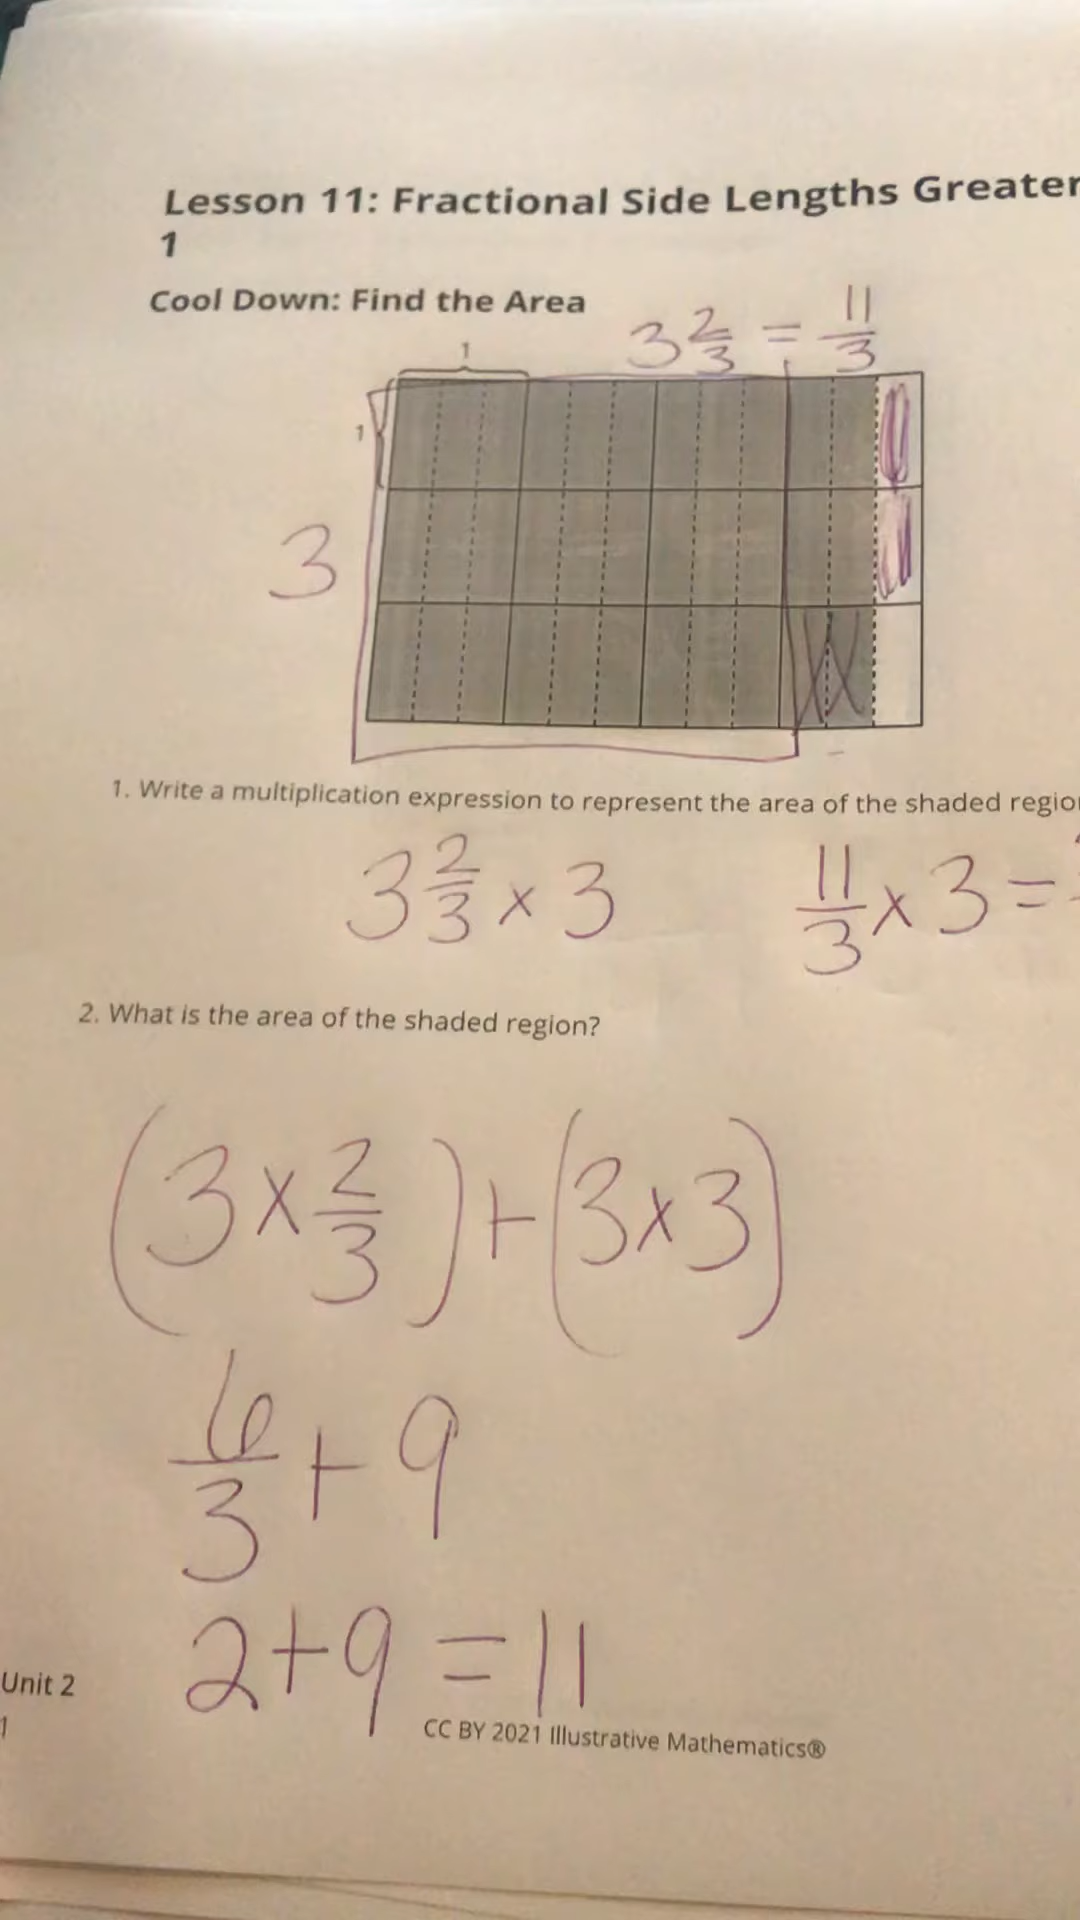 Lesson 11: Fractional Side Lengths Greater
1
Cool Down: Find the Area
3 2/3 = 11/3
1
1
3
1. Write a multiplication expression to represent the area of the shaded
3 2/3 x 3 11/3 x 3 =
2. What is the area of the shaded region?
(3 x 2/3) + (3 x 3)
6/3 + 9
2 + 9 = 11
Unit 2
1
CC BY 2021 Illustrative Mathematics®